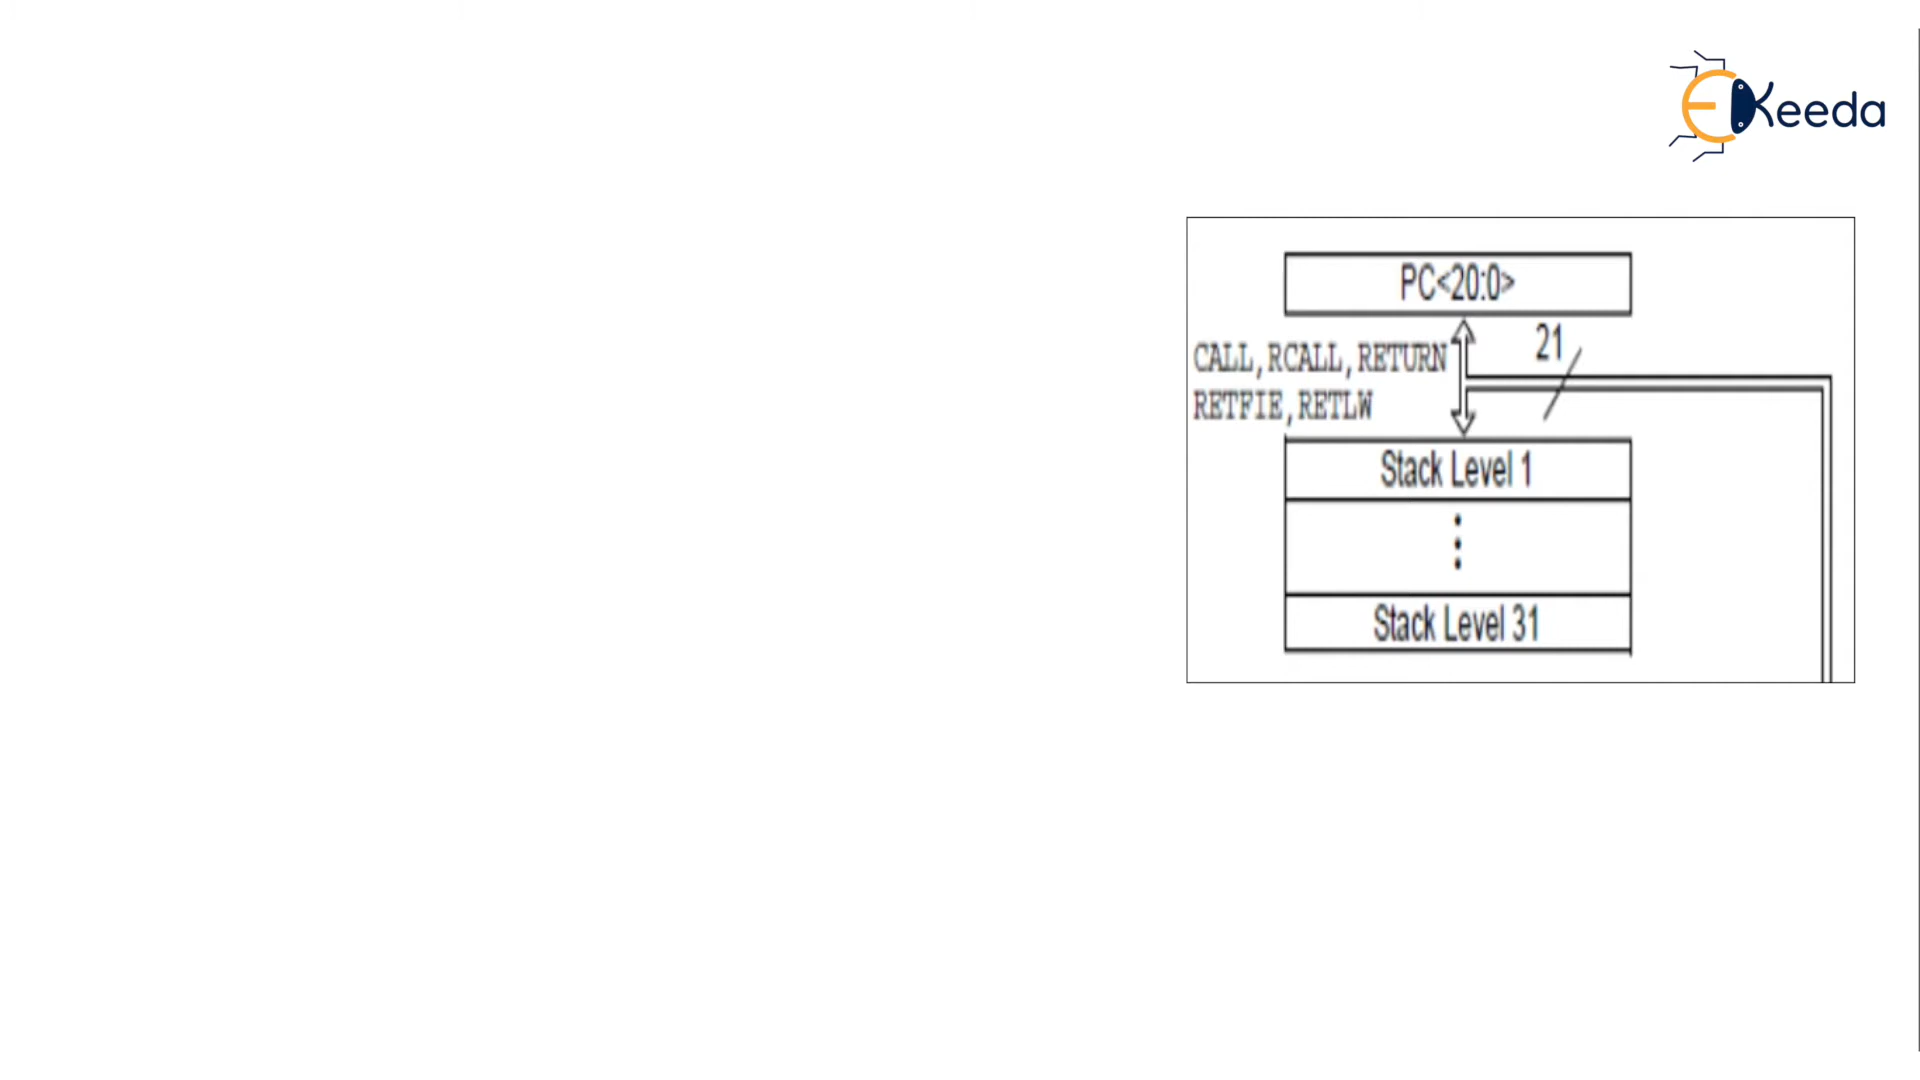 EKeeda
PC<20:0>
21
CALL,RCALL,RETURN
RETFIE,RETLW
Stack Level 1
Stack Level 31